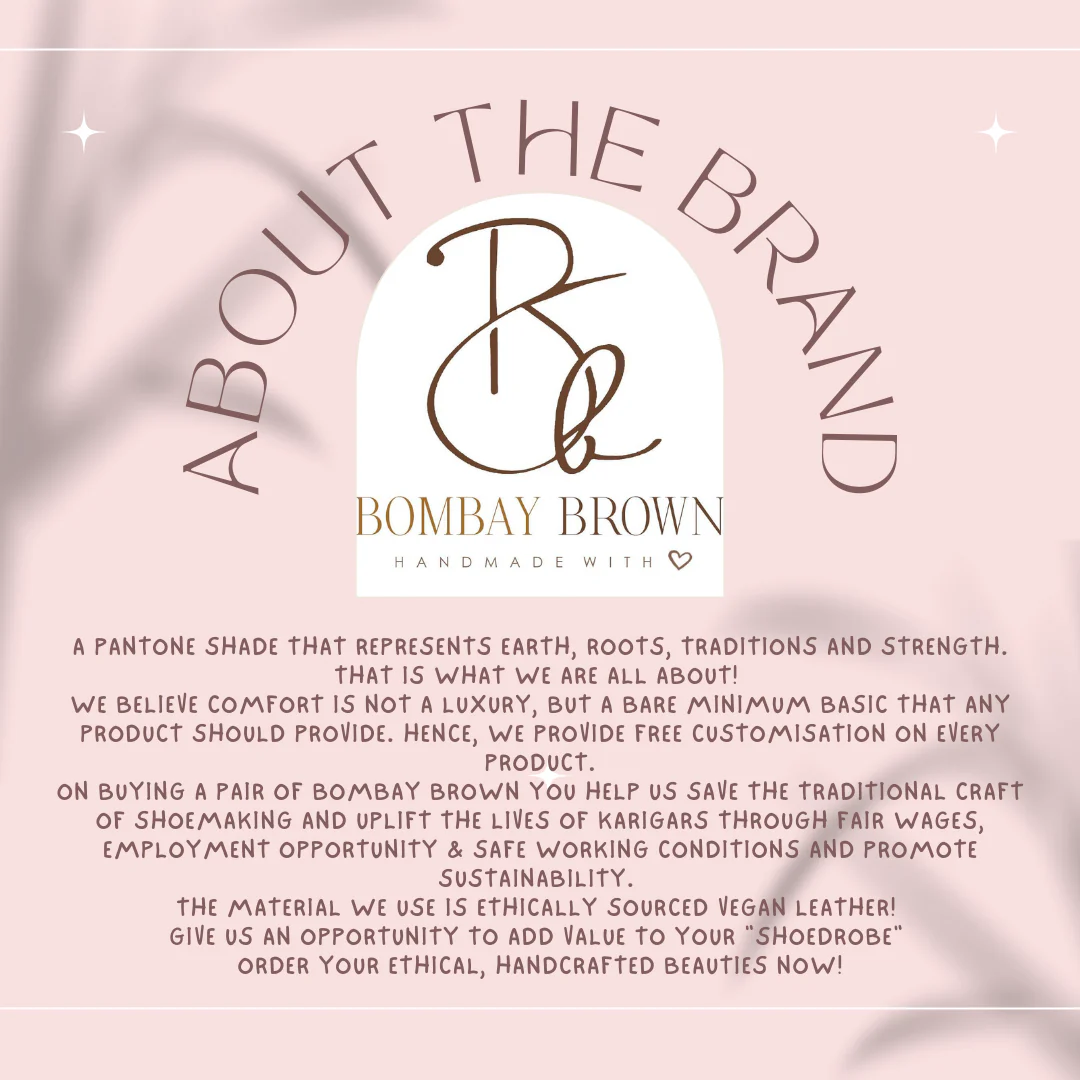 ABOUT THE BRAND
BOMBAY BROWN
HANDMADE WITH ♡
A PANTONE SHADE THAT REPRESENTS EARTH, ROOTS, TRADITIONS AND STRENGTH.
THAT IS WHAT WE ARE ALL ABOUT!
WE BELIEVE COMFORT IS NOT A LUXURY, BUT A BARE MINIMUM BASIC THAT ANY
PRODUCT SHOULD PROVIDE. HENCE, WE PROVIDE FREE CUSTOMISATION ON EVERY
PRODUCT.
ON BUYING A PAIR OF BOMBAY BROWN YOU HELP US SAVE THE TRADITIONAL CRAFT
OF SHOEMAKING AND UPLIFT THE LIVES OF KARIGARS THROUGH FAIR WAGES,
EMPLOYMENT OPPORTUNITY & SAFE WORKING CONDITIONS AND PROMOTE
SUSTAINABILITY.
THE MATERIAL WE USE IS ETHICALLY SOURCED VEGAN LEATHER!
GIVE US AN OPPORTUNITY TO ADD VALUE TO YOUR "SHOEDROBE"
ORDER YOUR ETHICAL, HANDCRAFTED BEAUTIES NOW!